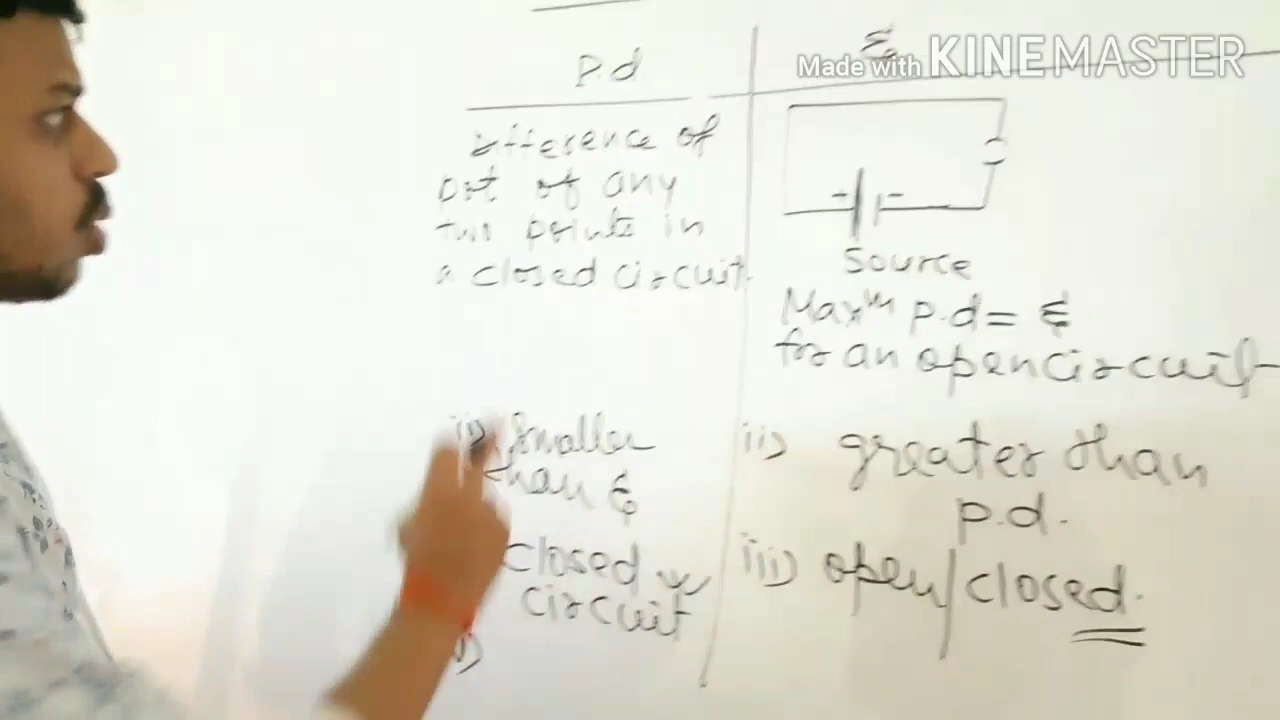 Made with KINEMASTER
P.d
ξ
Difference of
pot. of any
two points in
a closed circuit.
+ -
Source
Maxᵐ p.d = ξ
for an open circuit
ii) Smaller
than ξ
closed
circuit
ii) greater than
p.d.
iii) open/closed.